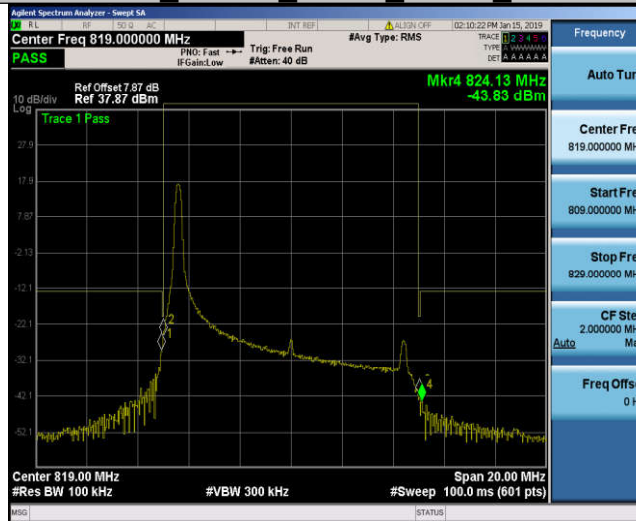 Agilent Spectrum Analyzer - Swept SA
RL RF 50 Ω AC INT REF ALIGN OFF 02:10:22 PM Jan 15, 2019
Center Freq 819.000000 MHz
#Avg Type: RMS
TRACE 1 2 3 4 5 6
PASS
PNO: Fast
Trig: Free Run
TYPE A WWWWW
IFGain:Low
#Atten: 40 dB
DET A A A A A A
Mkr4 824.13 MHz
-43.83 dBm
Ref Offset 7.87 dB
10 dB/div Ref 37.87 dBm
Log
Trace 1 Pass
27.9
17.9
7.87
-2.13
-12.1
-22.1
-32.1
-42.1
-52.1
2
1
4
Center 819.00 MHz
Span 20.00 MHz
#Res BW 100 kHz
#VBW 300 kHz
#Sweep 100.0 ms (601 pts)
MSG
STATUS
Frequency
Auto Tun
Center Fre
819.000000 MH
Start Fre
809.000000 MH
Stop Fre
829.000000 MH
CF Ste
2.000000 MH
Auto Ma
Freq Offse
0 H